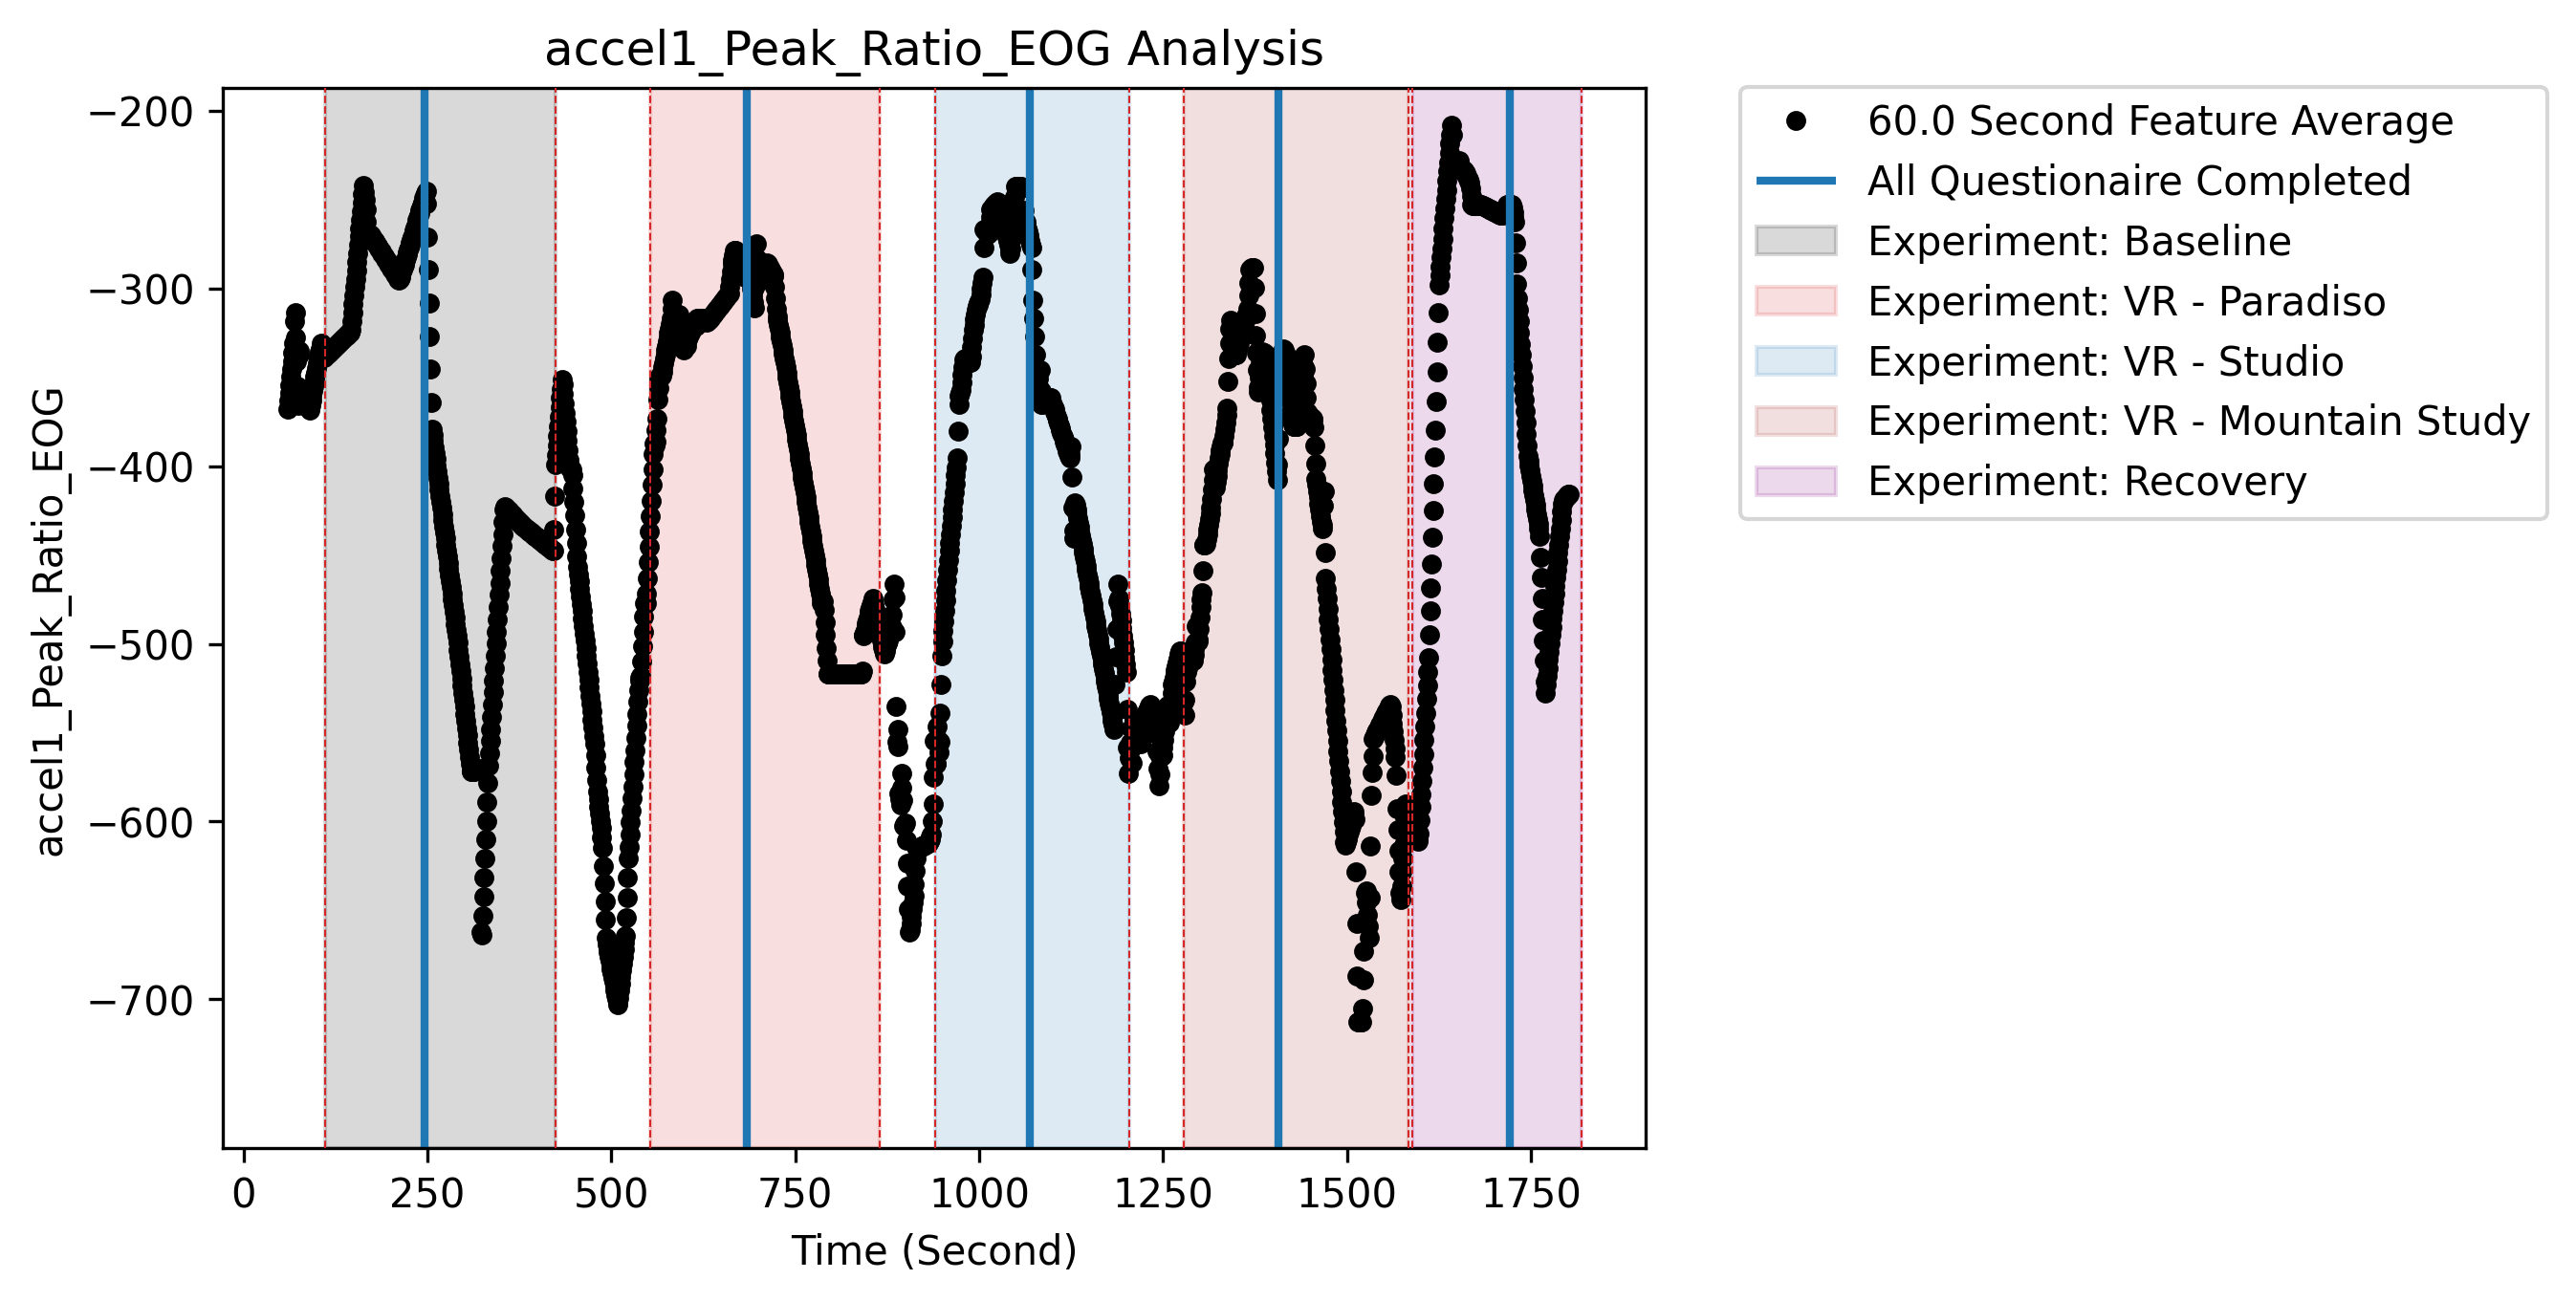 accel1_Peak_Ratio_EOG Analysis
accel1_Peak_Ratio_EOG
−200
−300
−400
−500
−600
−700
0 250 500 750 1000 1250 1500 1750
Time (Second)
60.0 Second Feature Average
All Questionaire Completed
Experiment: Baseline
Experiment: VR - Paradiso
Experiment: VR - Studio
Experiment: VR - Mountain Study
Experiment: Recovery